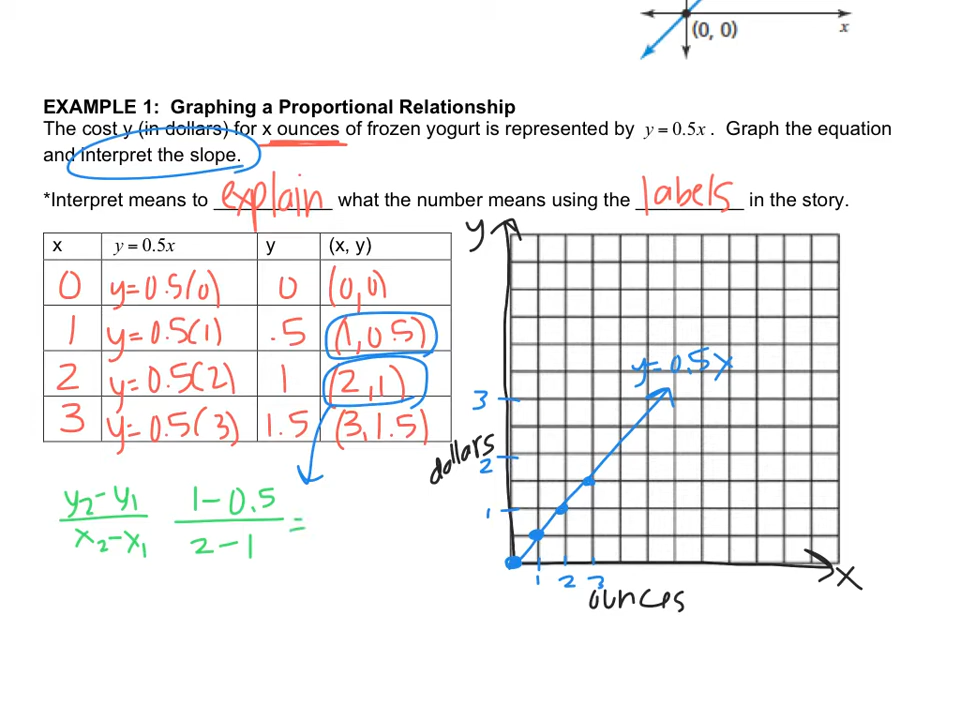 (0, 0)
x
EXAMPLE 1: Graphing a Proportional Relationship
The cost y (in dollars) for x ounces of frozen yogurt is represented by y = 0.5x. Graph the equation
and interpret the slope.
*Interpret means to explain what the number means using the labels in the story.
x y = 0.5x y (x, y)
0 y=0.5(0) 0 (0,0)
1 y=0.5(1) .5 (1,0.5)
2 y=0.5(2) 1 (2,1)
3 y=0.5(3) 1.5 (3,1.5)
y2-y1 1-0.5
x2-x1 2-1 =
y
y=0.5x
3
dollars
2
1
1 2 3
x
ounces